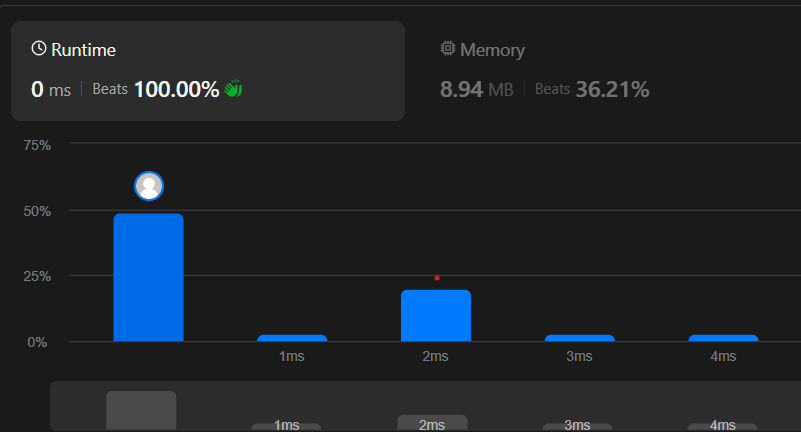 Runtime
Memory
0 ms Beats 100.00%
8.94 MB Beats 36.21%
75%
50%
25%
0%
1ms 2ms 3ms 4ms
1ms 2ms 3ms 4ms